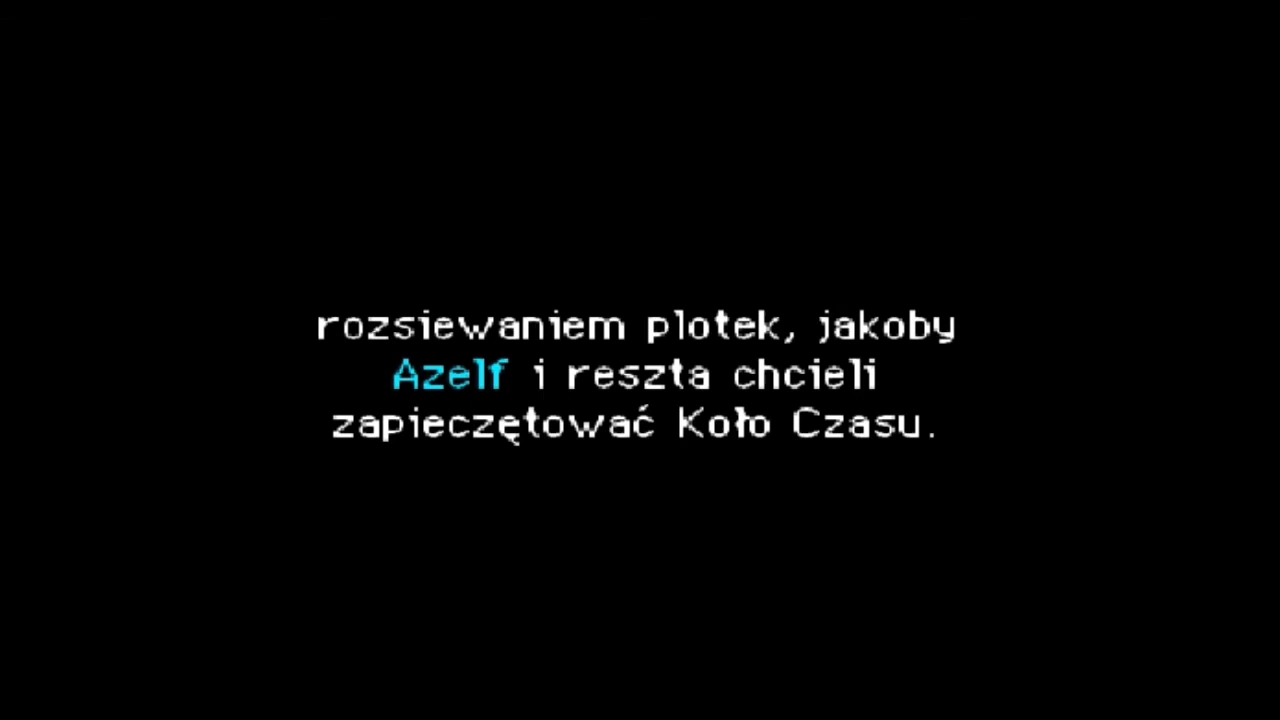 rozsiewaniem plotek, jakoby
Azelf i reszta chcieli
zapieczętować Koło Czasu.